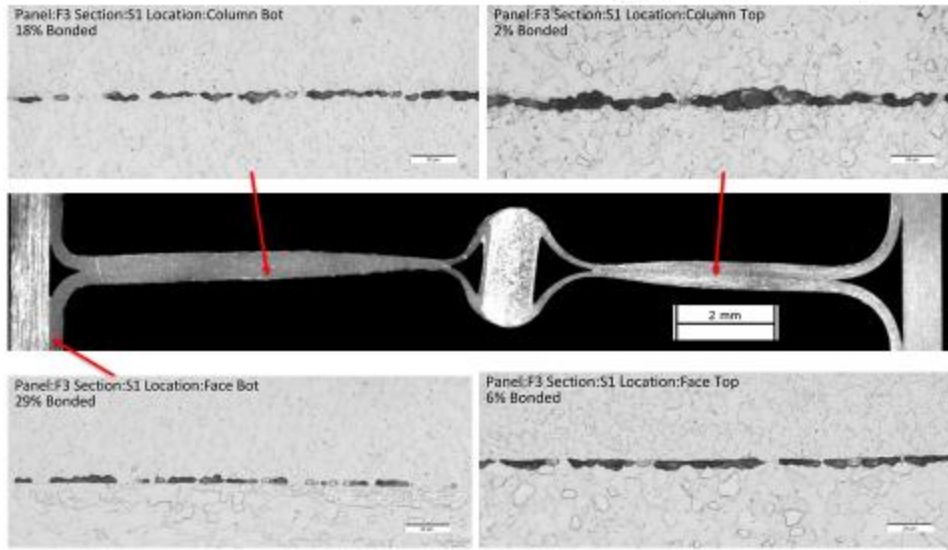 Panel:F3 Section:S1 Location:Column Bot
18% Bonded
Panel:F3 Section:S1 Location:Column Top
2% Bonded
2 mm
Panel:F3 Section:S1 Location:Face Bot
29% Bonded
Panel:F3 Section:S1 Location:Face Top
6% Bonded